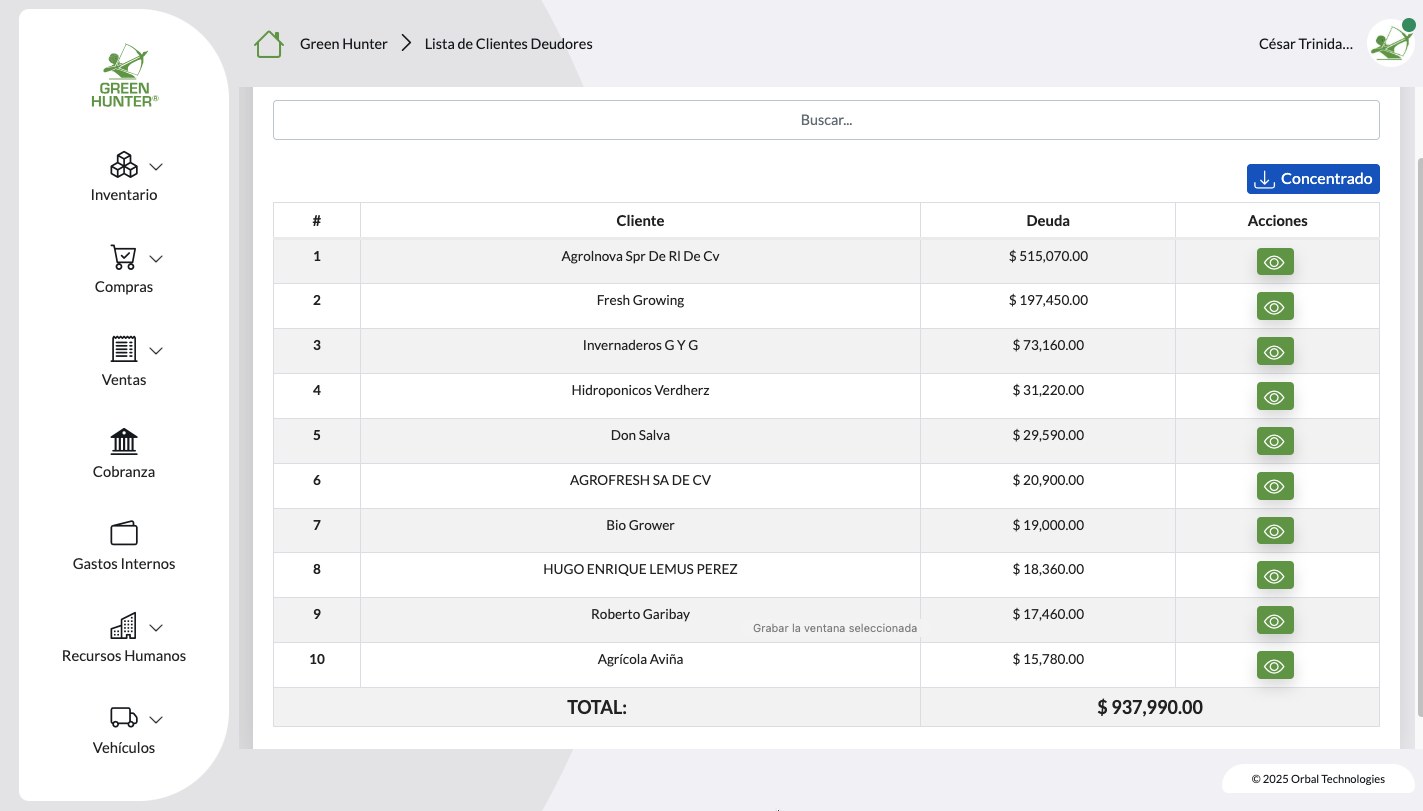 GREEN
HUNTER®
Inventario
Compras
Ventas
Cobranza
Gastos Internos
Recursos Humanos
Vehículos
Green Hunter > Lista de Clientes Deudores
César Trinida...
Buscar...
Concentrado
# Cliente Deuda Acciones
1 Agrolnova Spr De Rl De Cv $ 515,070.00
2 Fresh Growing $ 197,450.00
3 Invernaderos G Y G $ 73,160.00
4 Hidroponicos Verdherz $ 31,220.00
5 Don Salva $ 29,590.00
6 AGROFRESH SA DE CV $ 20,900.00
7 Bio Grower $ 19,000.00
8 HUGO ENRIQUE LEMUS PEREZ $ 18,360.00
9 Roberto Garibay $ 17,460.00
Grabar la ventana seleccionada
10 Agrícola Aviña $ 15,780.00
TOTAL: $ 937,990.00
© 2025 Orbal Technologies